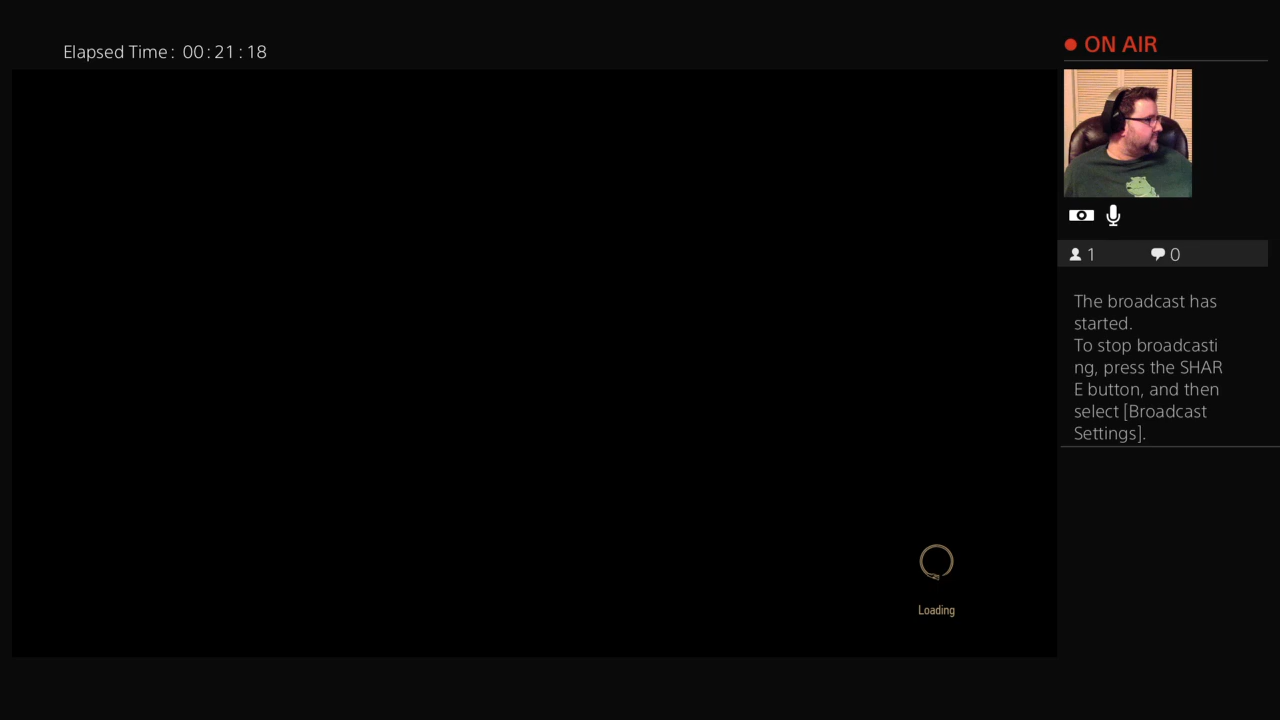 Elapsed Time: 00:21:18
ON AIR
1
0
The broadcast has
started.
To stop broadcasti
ng, press the SHAR
E button, and then
select [Broadcast
Settings].
Loading